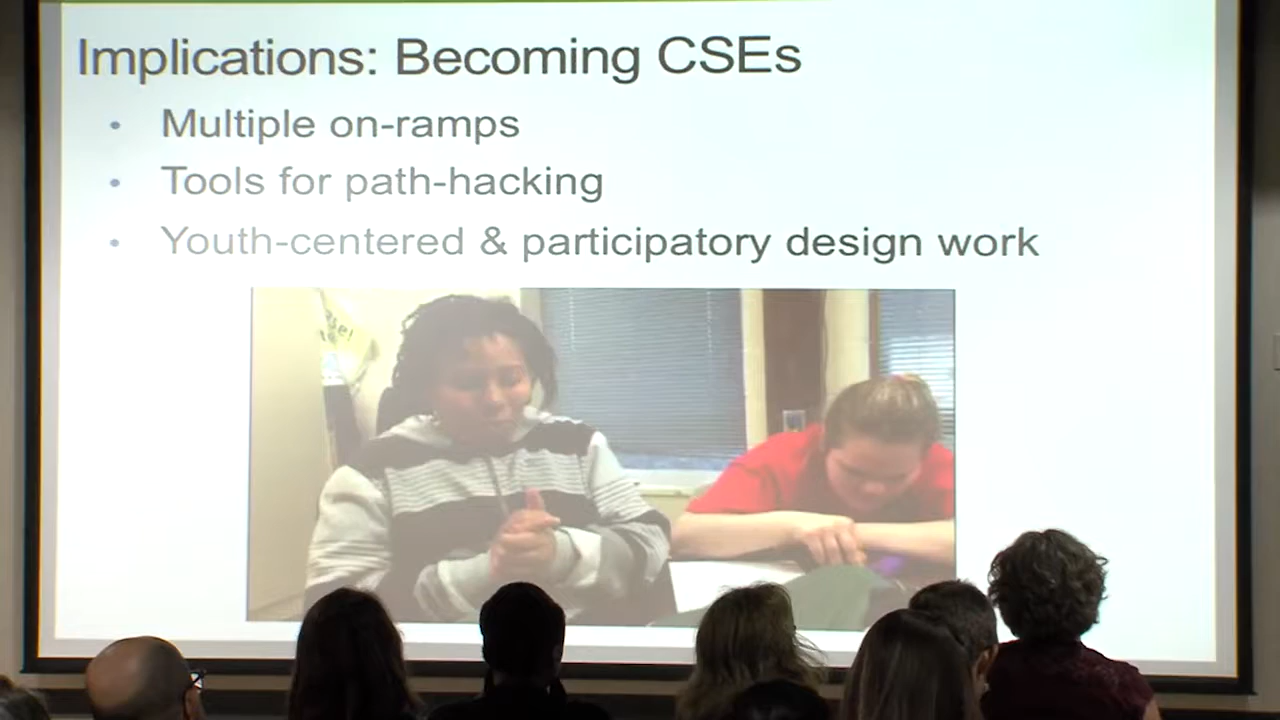 Implications: Becoming CSEs
• Multiple on-ramps
• Tools for path-hacking
• Youth-centered & participatory design work